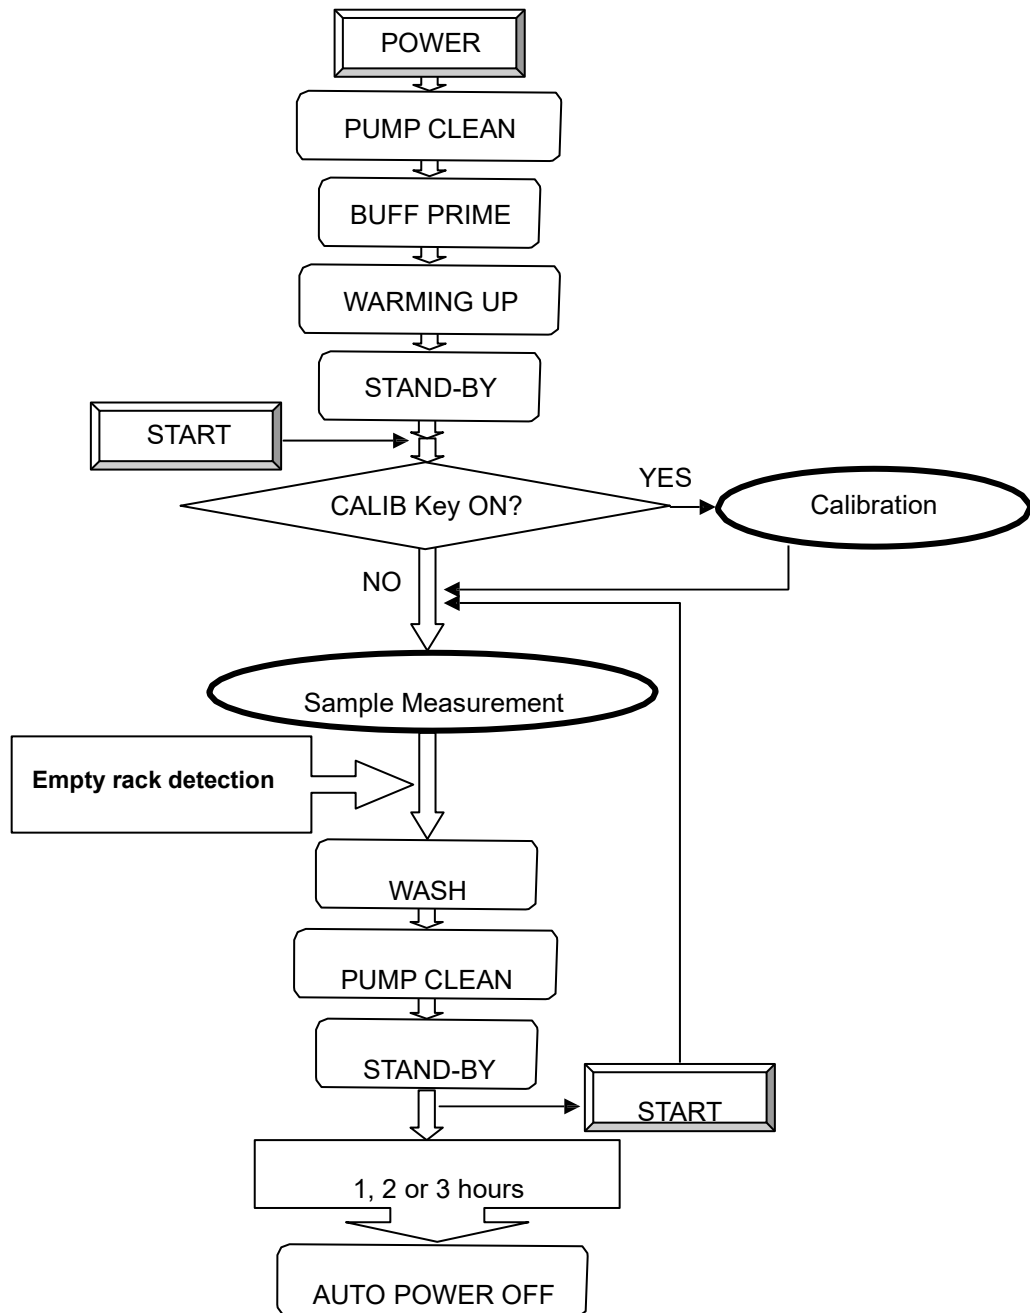 POWER
PUMP CLEAN
BUFF PRIME
WARMING UP
STAND-BY
START
CALIB Key ON?
YES
Calibration
NO
Sample Measurement
Empty rack detection
WASH
PUMP CLEAN
STAND-BY
START
1, 2 or 3 hours
AUTO POWER OFF